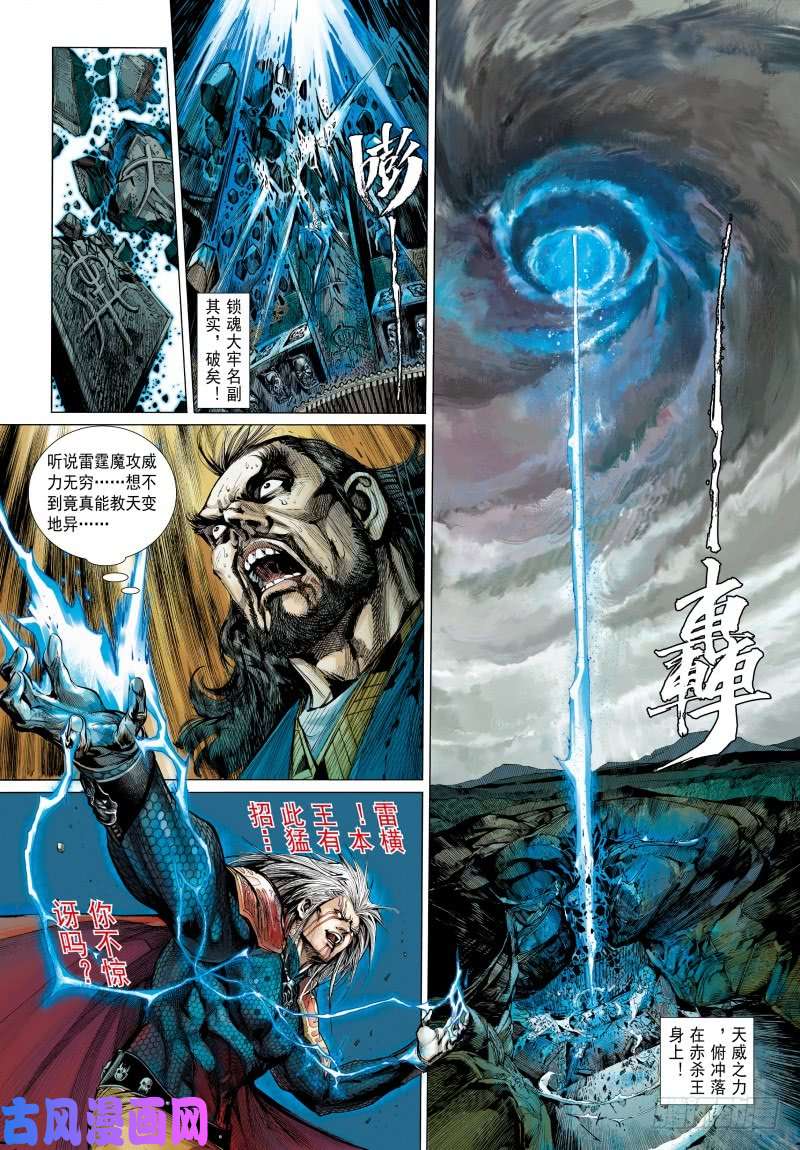 轰
天威之力
，俯冲落
在赤杀王
身上！
膨
锁魂大牢名副
其实，破矣！
听说雷霆魔攻威
力无穷……想不
到竟真能教天变
地异……
雷横
！本
王有
此猛
招…
你不惊
讶吗？
古风漫画网